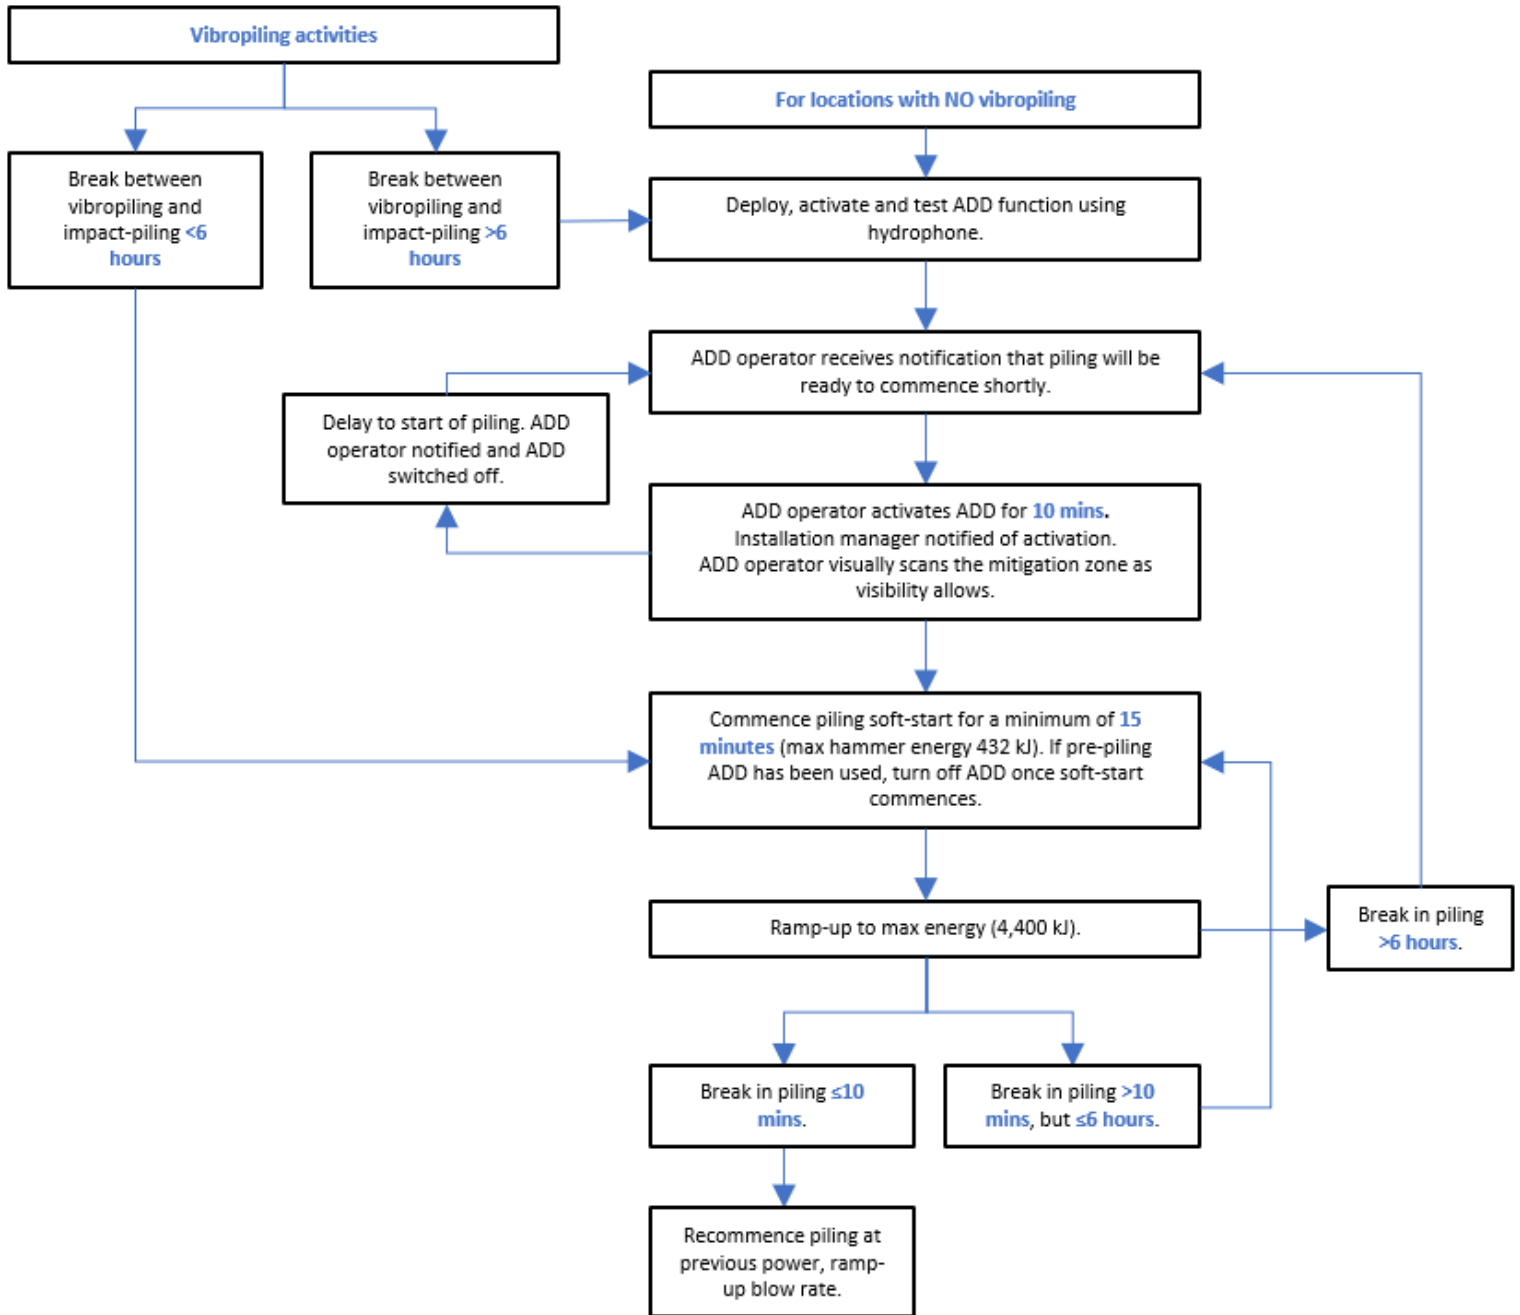 Vibropiling activities
For locations with NO vibropiling
Break between
vibropiling and
impact-piling <6
hours
Break between
vibropiling and
impact-piling >6
hours
Deploy, activate and test ADD function using
hydrophone.
ADD operator receives notification that piling will be
ready to commence shortly.
Delay to start of piling. ADD
operator notified and ADD
switched off.
ADD operator activates ADD for 10 mins.
Installation manager notified of activation.
ADD operator visually scans the mitigation zone as
visibility allows.
Commence piling soft-start for a minimum of 15
minutes (max hammer energy 432 kJ). If pre-piling
ADD has been used, turn off ADD once soft-start
commences.
Ramp-up to max energy (4,400 kJ).
Break in piling
>6 hours.
Break in piling ≤10
mins.
Break in piling >10
mins, but ≤6 hours.
Recommence piling at
previous power, ramp-
up blow rate.